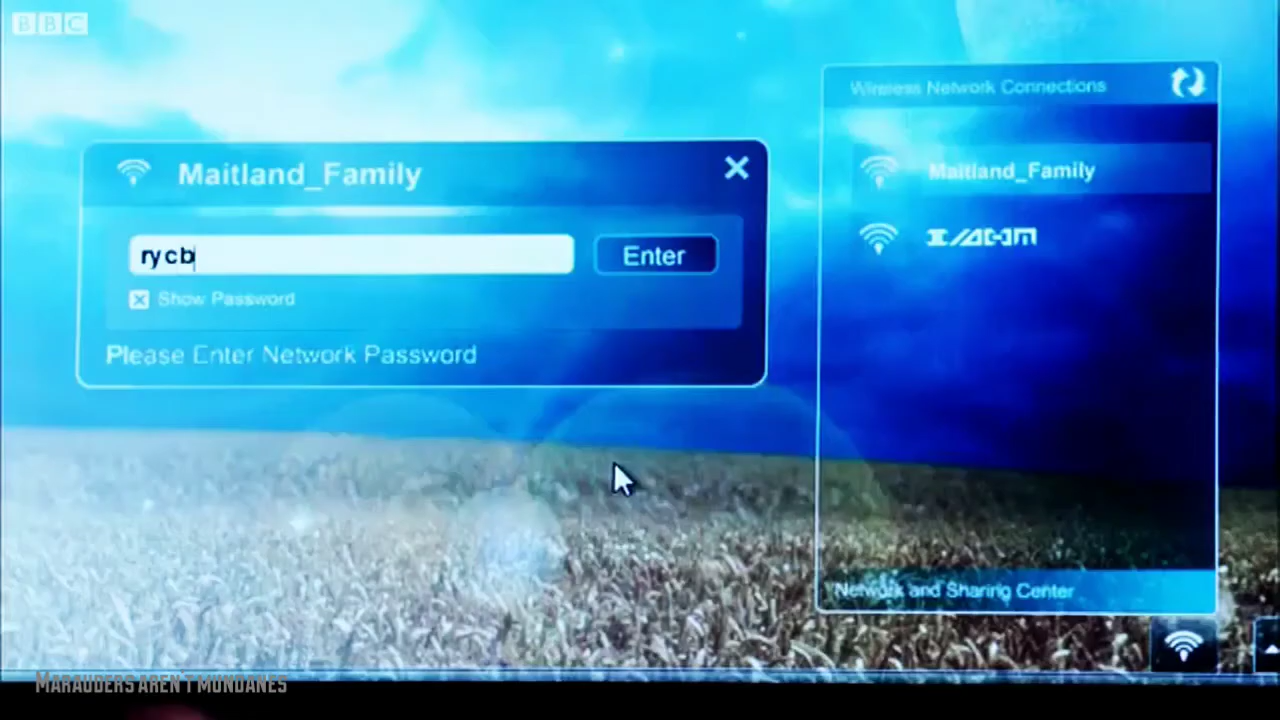 BBC
Wireless Network Connections
Maitland_Family
Maitland_Family
rycb
Enter
Show Password
Please Enter Network Password
Network and Sharing Center
MARAUDERS AREN'T MUNDANES